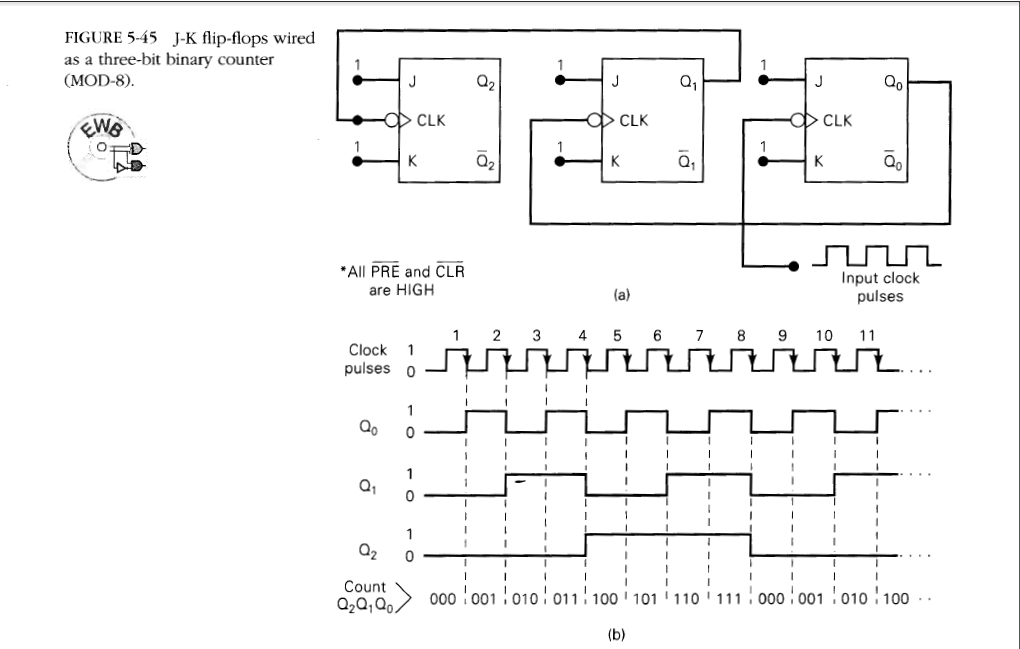 FIGURE 5-45 J-K flip-flops wired
as a three-bit binary counter
(MOD-8).
EWB
1 J Q₂ 1 J Q₁ 1 J Q₀
CLK CLK CLK
1 K Q̅₂ 1 K Q̅₁ 1 K Q̅₀
*All P̅R̅E̅ and C̅L̅R̅
are HIGH
Input clock
pulses
(a)
1 2 3 4 5 6 7 8 9 10 11
Clock 1
pulses 0
1
Q₀ 0
1
Q₁ 0
1
Q₂ 0
Count
Q₂Q₁Q₀ 000 001 010 011 100 101 110 111 000 001 010 100
(b)